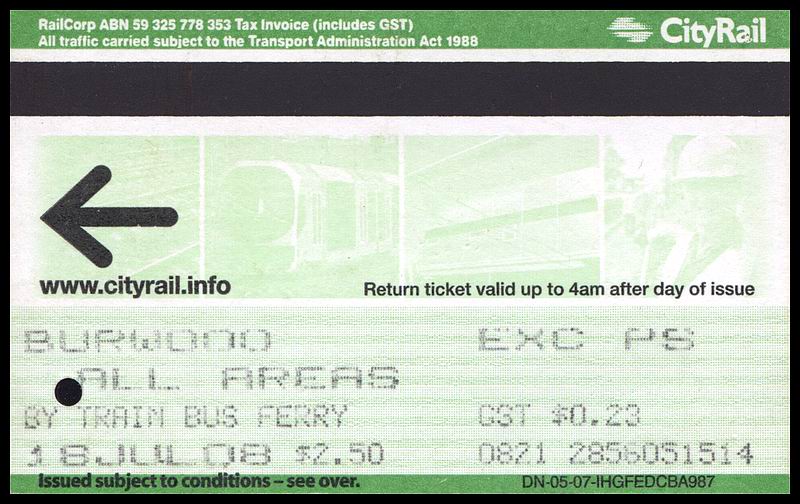 RailCorp ABN 59 325 778 353 Tax Invoice (includes GST)
All traffic carried subject to the Transport Administration Act 1988
CityRail
www.cityrail.info
Return ticket valid up to 4am after day of issue
BURWOOD EXC PS
ALL AREAS
BY TRAIN BUS FERRY GST $0.23
18JUL08 $2.50 0871 Z8560S1514
Issued subject to conditions – see over.
DN-05-07-IHGFEDCBA987